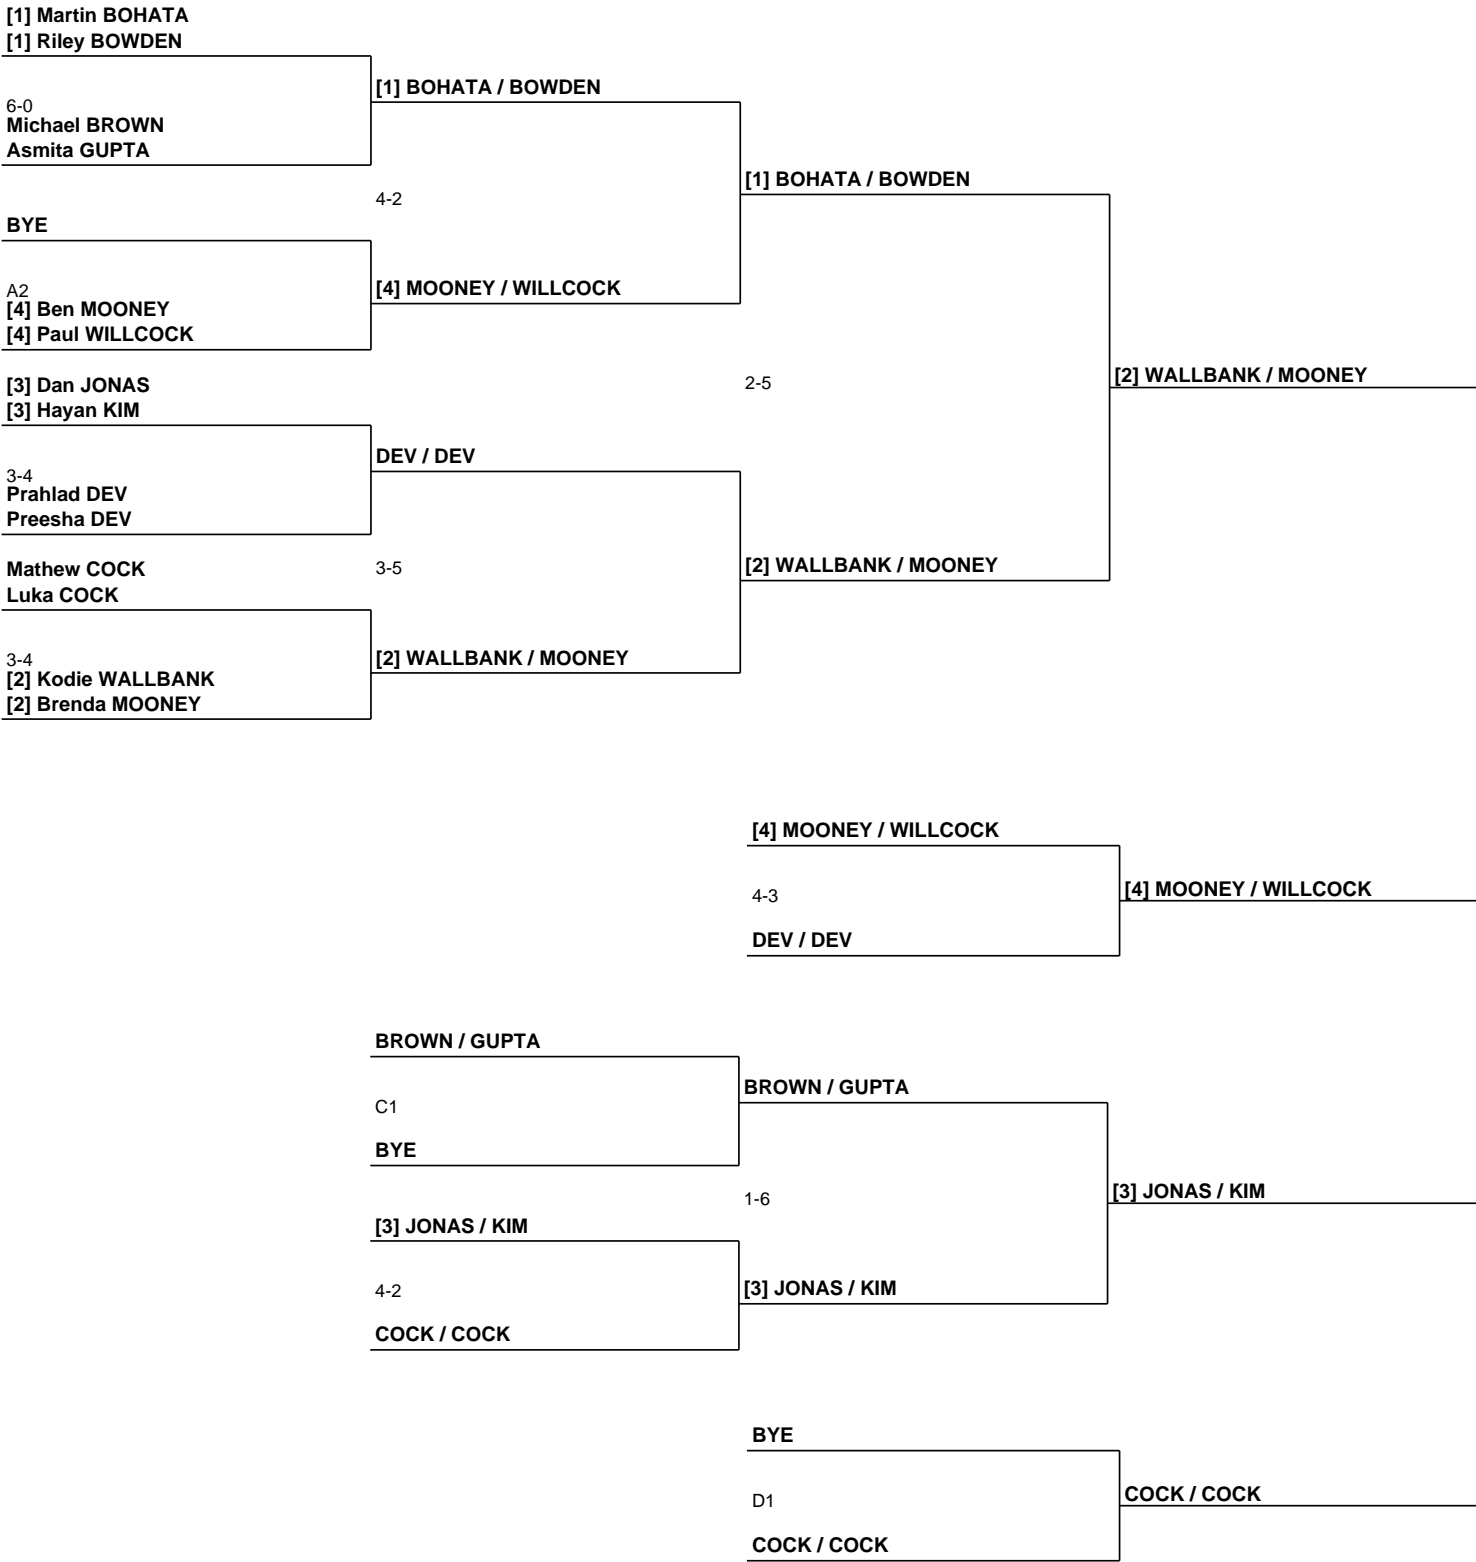 [1] Martin BOHATA
[1] Riley BOWDEN
[1] BOHATA / BOWDEN
6-0
Michael BROWN
Asmita GUPTA
[1] BOHATA / BOWDEN
4-2
BYE
[4] MOONEY / WILLCOCK
A2
[4] Ben MOONEY
[4] Paul WILLCOCK
[2] WALLBANK / MOONEY
2-5
[3] Dan JONAS
[3] Hayan KIM
DEV / DEV
3-4
Prahlad DEV
Preesha DEV
[2] WALLBANK / MOONEY
3-5
Mathew COCK
Luka COCK
[2] WALLBANK / MOONEY
3-4
[2] Kodie WALLBANK
[2] Brenda MOONEY
[4] MOONEY / WILLCOCK
[4] MOONEY / WILLCOCK
4-3
DEV / DEV
BROWN / GUPTA
BROWN / GUPTA
C1
BYE
[3] JONAS / KIM
1-6
[3] JONAS / KIM
[3] JONAS / KIM
4-2
COCK / COCK
BYE
COCK / COCK
D1
COCK / COCK